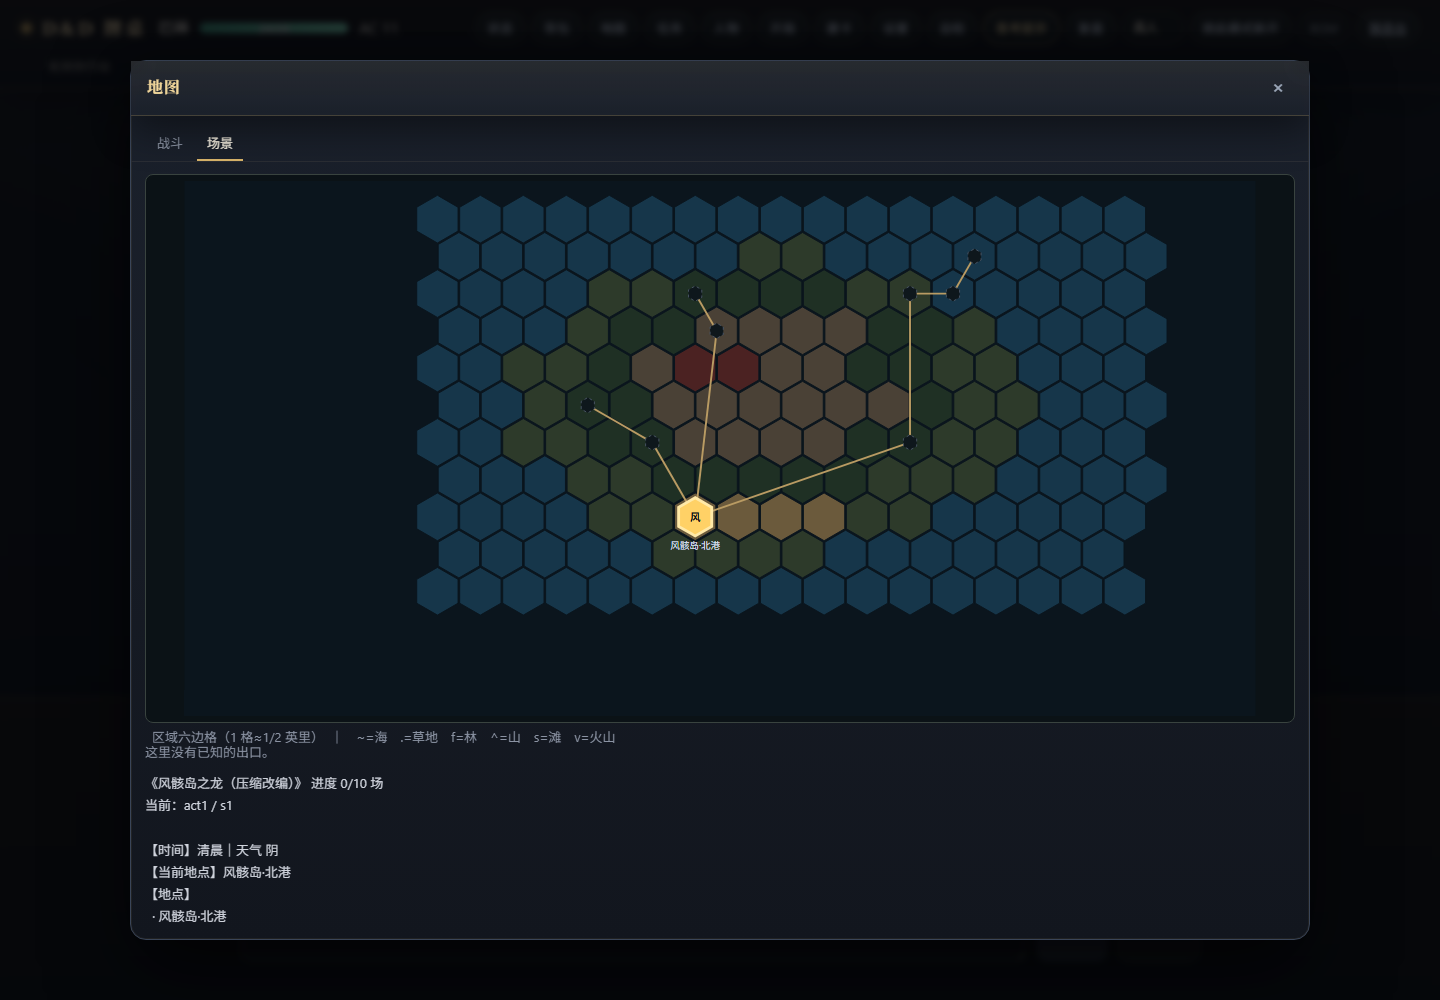 地图
×
战斗 场景
风
风骸岛·北港
区域六边格（1 格≈1/2 英里） | ~=海 .=草地 f=林 ^=山 s=滩 v=火山
这里没有已知的出口。
《风骸岛之龙（压缩改编）》 进度 0/10 场
当前：act1 / s1
【时间】清晨｜天气 阴
【当前地点】风骸岛·北港
【地点】
· 风骸岛·北港